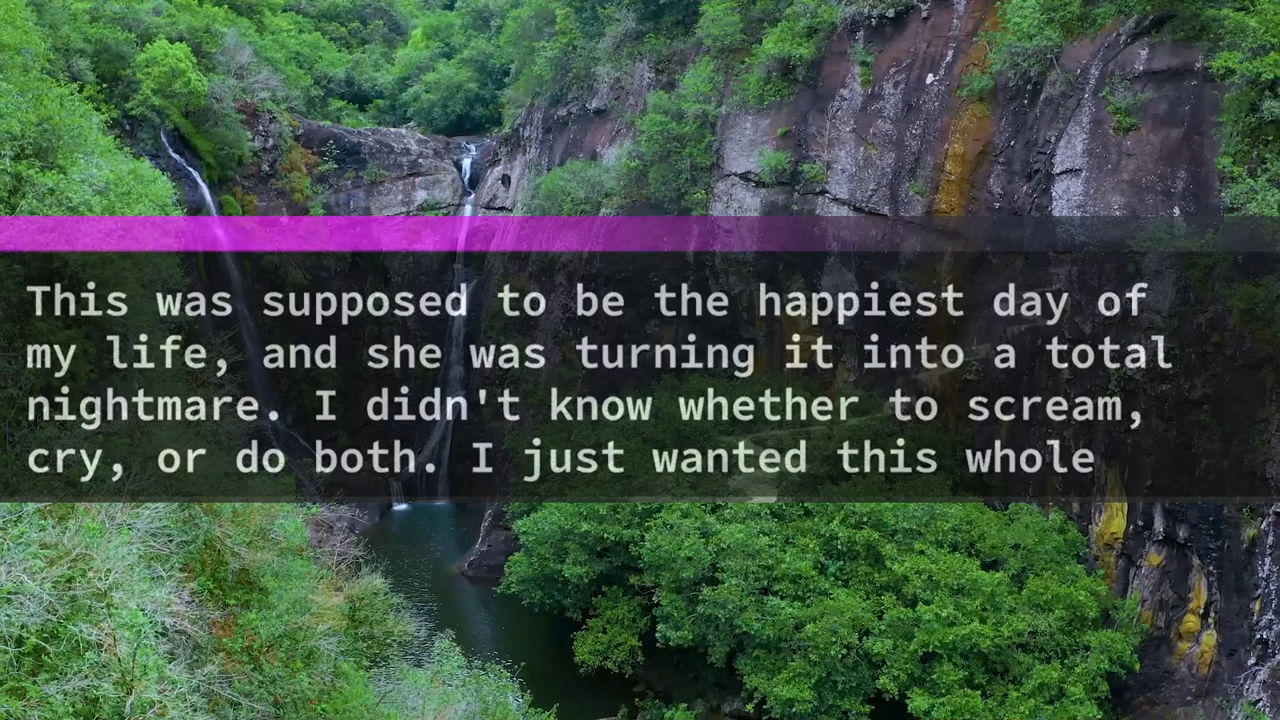 This was supposed to be the happiest day of
my life, and she was turning it into a total
nightmare. I didn't know whether to scream,
cry, or do both. I just wanted this whole